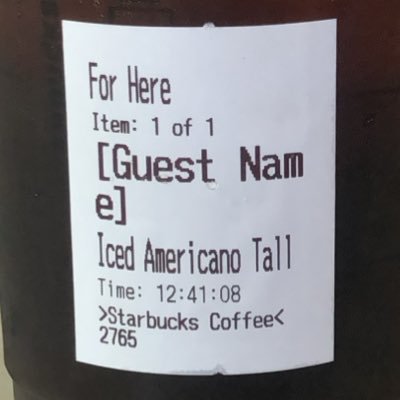 For Here
Item: 1 of 1
[Guest Nam
e]
Iced Americano Tall
Time: 12:41:08
>Starbucks Coffee<
2765